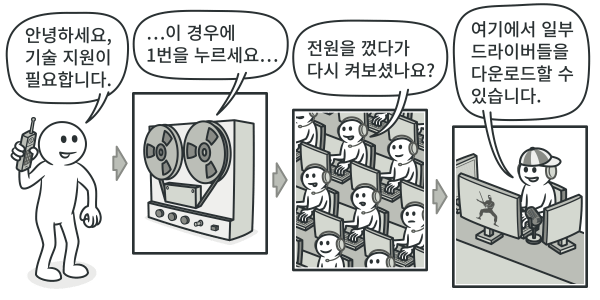 안녕하세요,
기술 지원이
필요합니다.
...이 경우에
1번을 누르세요...
전원을 껐다가
다시 켜보셨나요?
여기에서 일부
드라이버들을
다운로드할 수
있습니다.